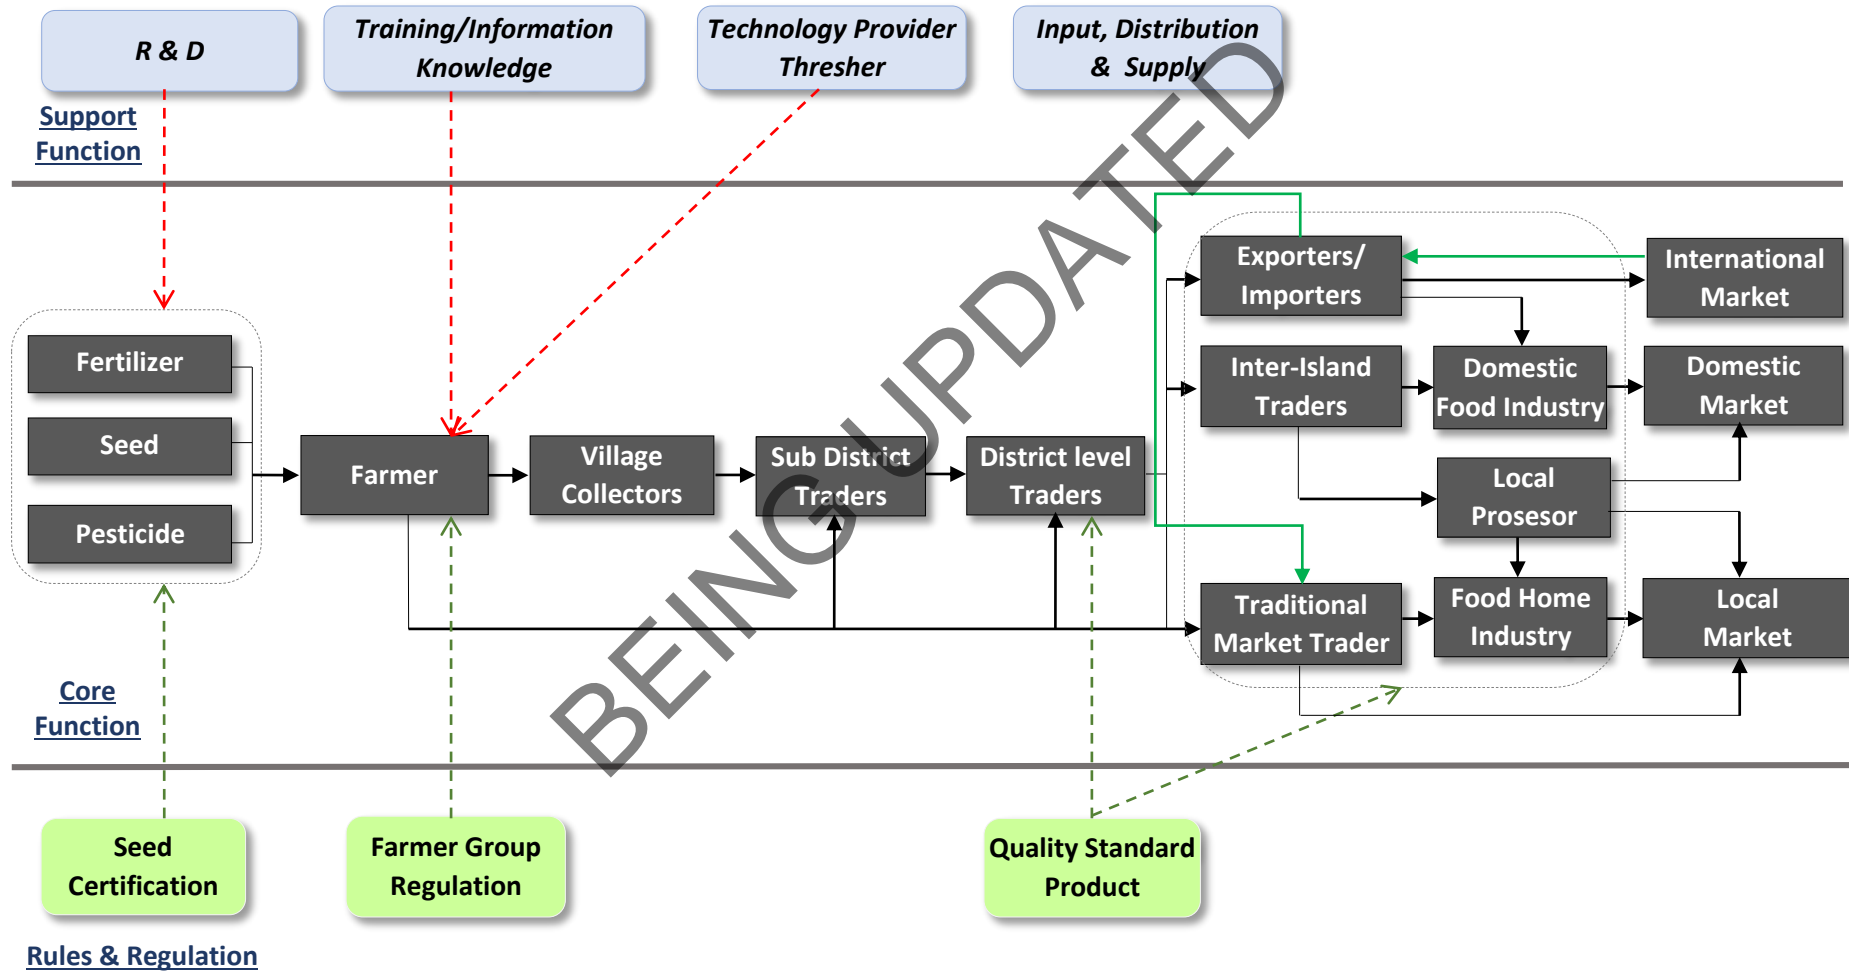 R & D
Training/Information
Knowledge
Technology Provider
Thresher
Input, Distribution
& Supply
Support
Function
Exporters/
Importers
International
Market
Fertilizer
Inter-Island
Traders
Domestic
Food Industry
Domestic
Market
Seed
Farmer
Village
Collectors
Sub District
Traders
District level
Traders
Local
Prosesor
Pesticide
Traditional
Market Trader
Food Home
Industry
Local
Market
Core
Function
Seed
Certification
Farmer Group
Regulation
Quality Standard
Product
Rules & Regulation
BEING UPDATED